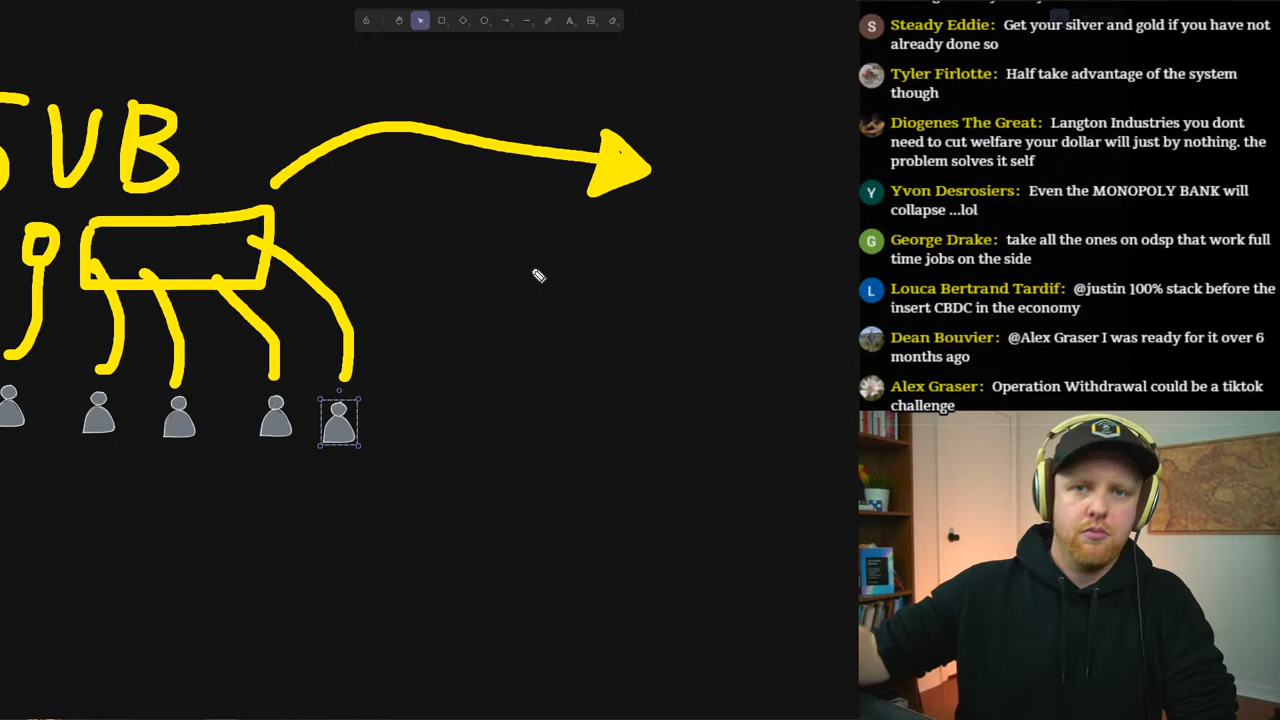 SUB
Steady Eddie: Get your silver and gold if you have not
already done so
Tyler Firlotte: Half take advantage of the system
though
Diogenes The Great: Langton Industries you dont
need to cut welfare your dollar will just by nothing. the
problem solves it self
Yvon Desrosiers: Even the MONOPOLY BANK will
collapse ...lol
George Drake: take all the ones on odsp that work full
time jobs on the side
Louca Bertrand Tardif: @justin 100% stack before the
insert CBDC in the economy
Dean Bouvier: @Alex Graser I was ready for it over 6
months ago
Alex Graser: Operation Withdrawal could be a tiktok
challenge
S
Y
G
L
A